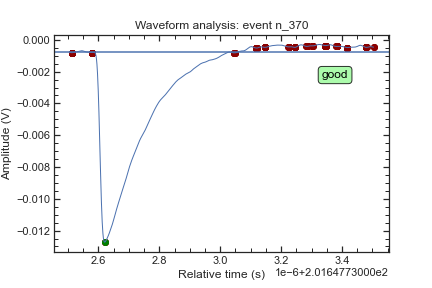 Waveform analysis: event n_370
0.000
−0.002
−0.004
−0.006
−0.008
−0.010
−0.012
Amplitude (V)
good
2.6
2.8
3.0
3.2
3.4
Relative time (s)
1e−6+2.0164773000e2